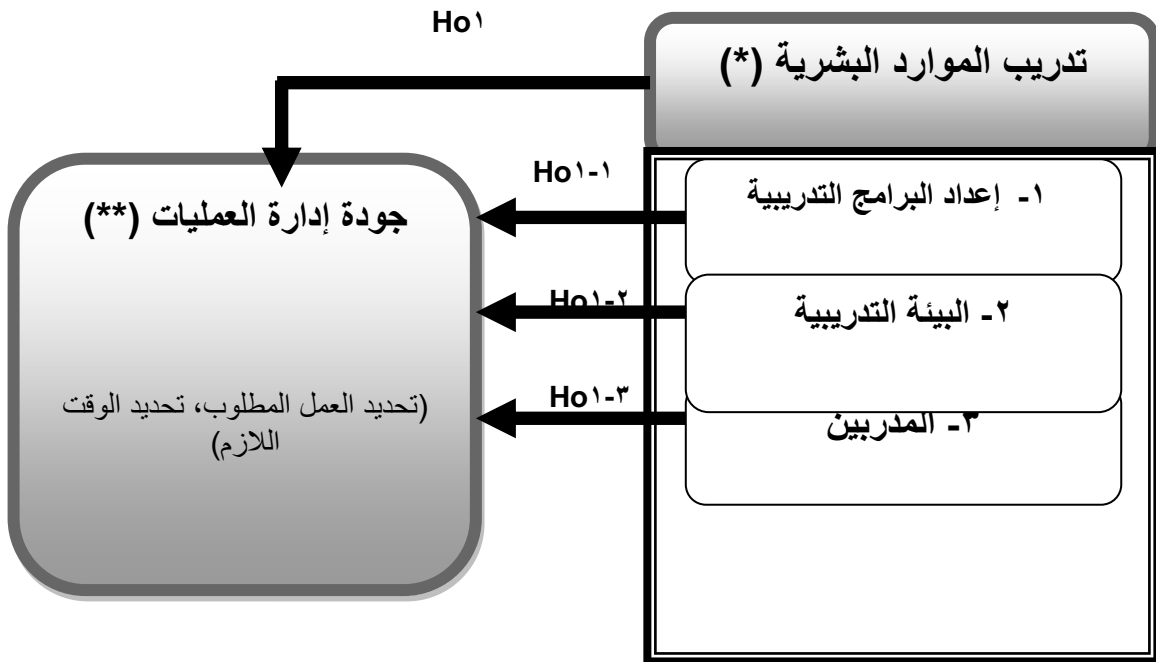 Ho١
تدريب الموارد البشرية (*)
Ho١-١
١- إعداد البرامج التدريبية
جودة إدارة العمليات (**)
Ho١-٢
٢- البيئة التدريبية
Ho١-٣
٣- المدربين
(تحديد العمل المطلوب، تحديد الوقت
اللازم)